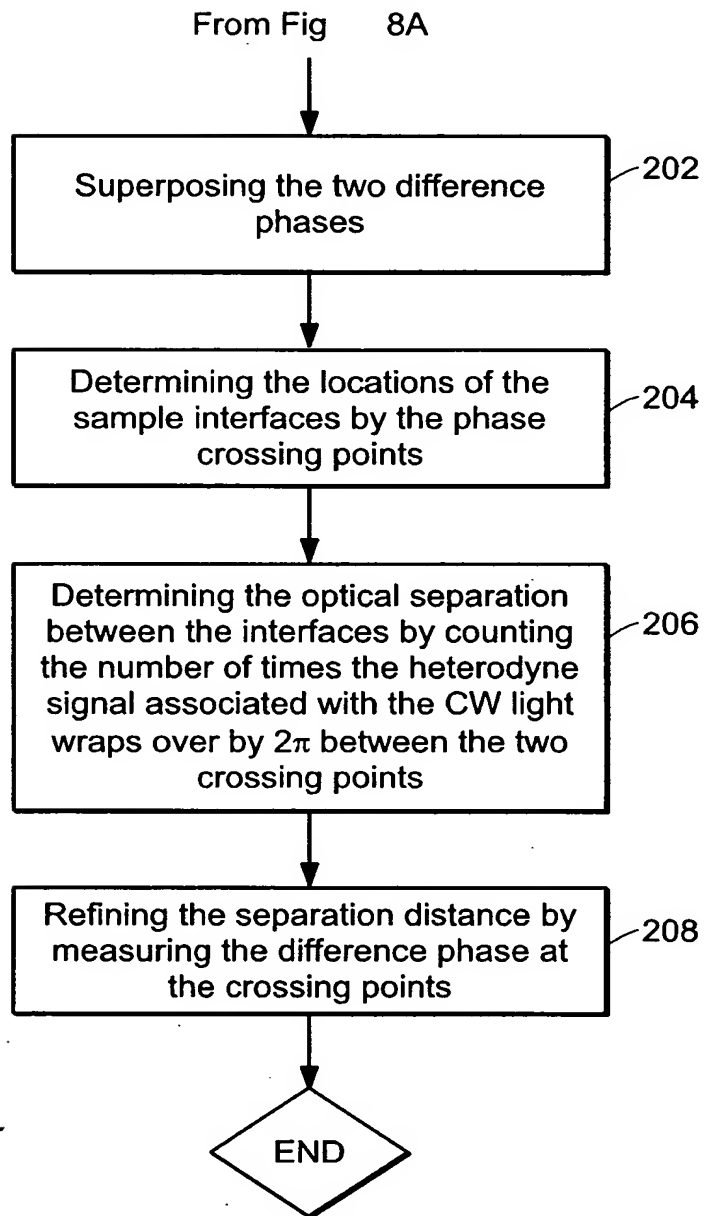 From Fig 8A
Superposing the two difference
phases
202
Determining the locations of the
sample interfaces by the phase
crossing points
204
Determining the optical separation
between the interfaces by counting
the number of times the heterodyne
signal associated with the CW light
wraps over by 2π between the two
crossing points
206
Refining the separation distance by
measuring the difference phase at
the crossing points
208
END